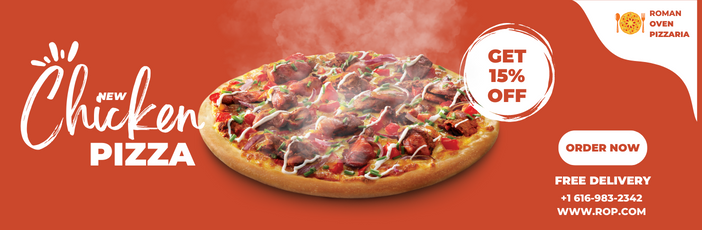 NEW
Chicken
PIZZA
GET
15%
OFF
ROMAN
OVEN
PIZZARIA
ORDER NOW
FREE DELIVERY
+1 616-983-2342
WWW.ROP.COM